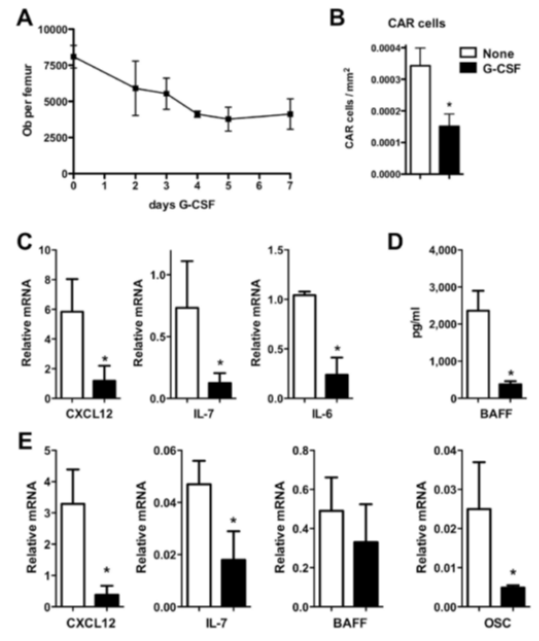 A
Ob per femur
10000
7500
5000
2500
0
0 1 2 3 4 5 6 7
days G-CSF
B
CAR cells
CAR cells / mm²
0.0004
0.0003
0.0002
0.0001
0.0000
*
None
G-CSF
C
Relative mRNA
10
8
6
4
2
0
*
CXCL12
Relative mRNA
1.0
0.5
0.0
*
IL-7
Relative mRNA
1.5
1.0
0.5
0.0
*
IL-6
D
pg/ml
4,000
3,000
2,000
1,000
0
*
BAFF
E
Relative mRNA
5
4
3
2
1
0
*
CXCL12
Relative mRNA
0.06
0.04
0.02
0.00
*
IL-7
Relative mRNA
0.8
0.6
0.4
0.2
0.0
BAFF
Relative mRNA
0.04
0.03
0.02
0.01
0.00
*
OSC